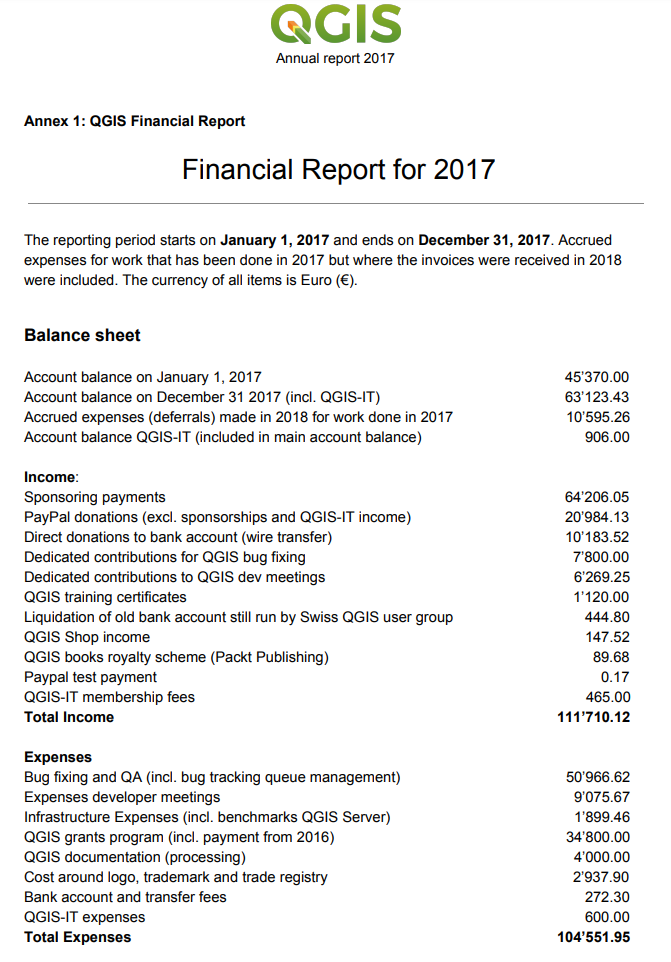 QGIS
Annual report 2017
Annex 1: QGIS Financial Report
Financial Report for 2017
The reporting period starts on January 1, 2017 and ends on December 31, 2017. Accrued
expenses for work that has been done in 2017 but where the invoices were received in 2018
were included. The currency of all items is Euro (€).
Balance sheet
Account balance on January 1, 2017 45’370.00
Account balance on December 31 2017 (incl. QGIS-IT) 63’123.43
Accrued expenses (deferrals) made in 2018 for work done in 2017 10’595.26
Account balance QGIS-IT (included in main account balance) 906.00
Income:
Sponsoring payments 64’206.05
PayPal donations (excl. sponsorships and QGIS-IT income) 20’984.13
Direct donations to bank account (wire transfer) 10’183.52
Dedicated contributions for QGIS bug fixing 7’800.00
Dedicated contributions to QGIS dev meetings 6’269.25
QGIS training certificates 1’120.00
Liquidation of old bank account still run by Swiss QGIS user group 444.80
QGIS Shop income 147.52
QGIS books royalty scheme (Packt Publishing) 89.68
Paypal test payment 0.17
QGIS-IT membership fees 465.00
Total Income 111’710.12
Expenses
Bug fixing and QA (incl. bug tracking queue management) 50’966.62
Expenses developer meetings 9’075.67
Infrastructure Expenses (incl. benchmarks QGIS Server) 1’899.46
QGIS grants program (incl. payment from 2016) 34’800.00
QGIS documentation (processing) 4’000.00
Cost around logo, trademark and trade registry 2’937.90
Bank account and transfer fees 272.30
QGIS-IT expenses 600.00
Total Expenses 104’551.95